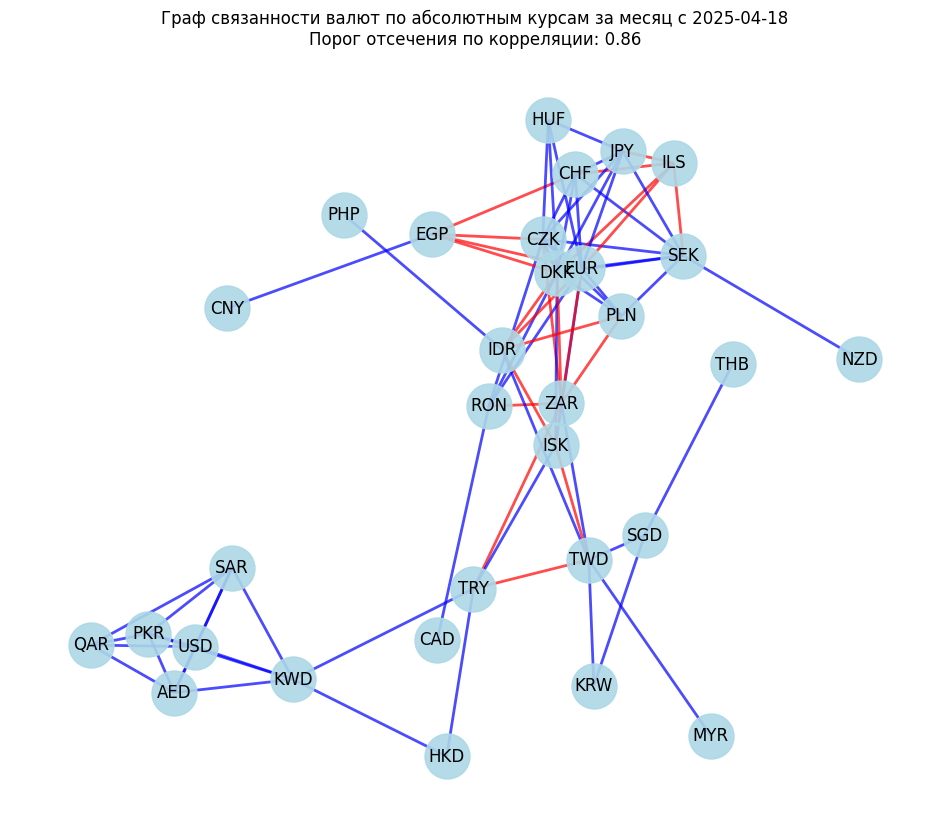 Граф связанности валют по абсолютным курсам за месяц с 2025-04-18
Порог отсечения по корреляции: 0.86
HUF
JPY
ILS
CHF
PHP
EGP
CZK
SEK
DKK
EUR
CNY
PLN
IDR
NZD
THB
RON
ZAR
ISK
SGD
TWD
SAR
TRY
PKR
CAD
QAR
USD
KWD
KRW
AED
MYR
HKD